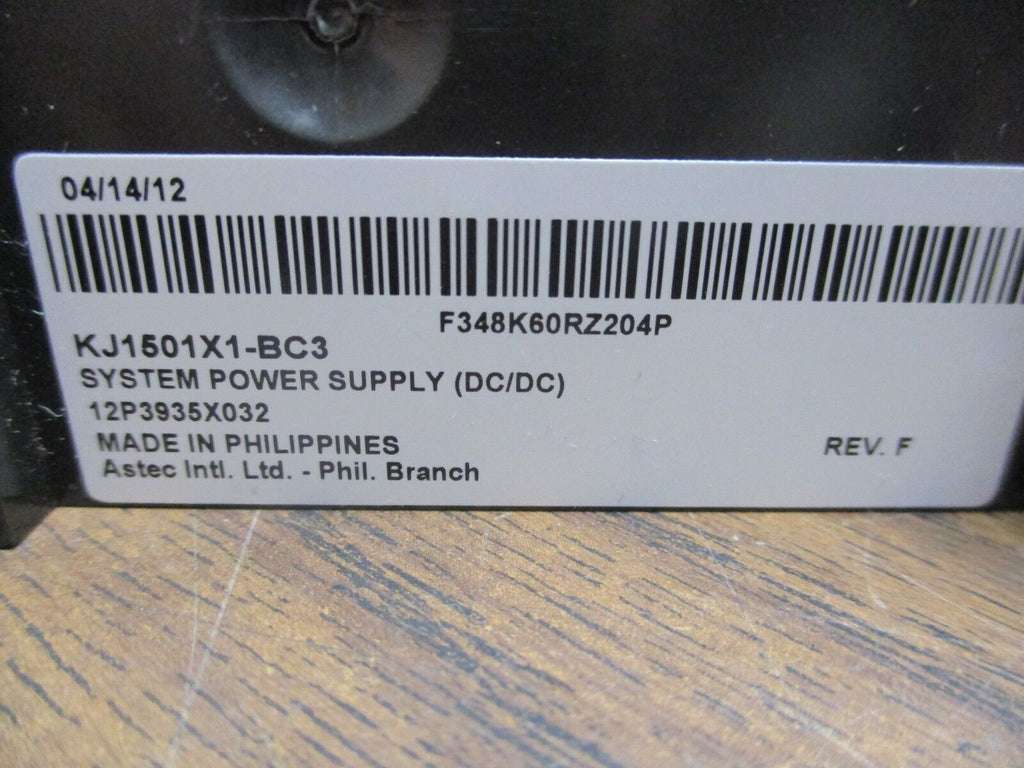 04/14/12
F348K60RZ204P
KJ1501X1-BC3
SYSTEM POWER SUPPLY (DC/DC)
12P3935X032
MADE IN PHILIPPINES
REV. F
Astec Intl. Ltd. - Phil. Branch